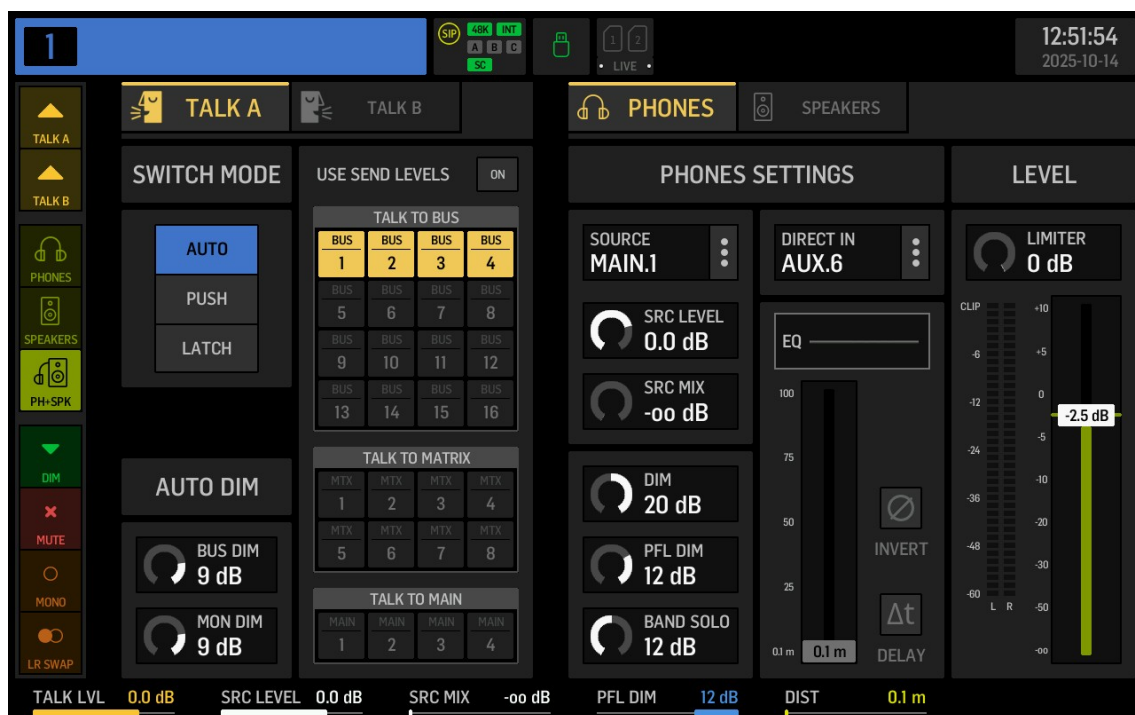 1
SIP
48K INT
A B C
SC
1 2
LIVE
12:51:54
2025-10-14
TALK A
TALK B
PHONES
SPEAKERS
PH+SPK
DIM
MUTE
MONO
LR SWAP
TALK A
TALK B
SWITCH MODE
AUTO
PUSH
LATCH
AUTO DIM
BUS DIM
9 dB
MON DIM
9 dB
USE SEND LEVELS ON
TALK TO BUS
BUS BUS BUS BUS
1 2 3 4
BUS BUS BUS BUS
5 6 7 8
BUS BUS BUS BUS
9 10 11 12
BUS BUS BUS BUS
13 14 15 16
TALK TO MATRIX
MTX MTX MTX MTX
1 2 3 4
MTX MTX MTX MTX
5 6 7 8
TALK TO MAIN
MAIN MAIN MAIN MAIN
1 2 3 4
PHONES
SPEAKERS
PHONES SETTINGS
SOURCE
MAIN.1
SRC LEVEL
0.0 dB
SRC MIX
-oo dB
DIM
20 dB
PFL DIM
12 dB
BAND SOLO
12 dB
DIRECT IN
AUX.6
EQ
100
75
50
25
0.1 m
0.1 m
INVERT
Δt
DELAY
LEVEL
LIMITER
0 dB
CLIP
-6
-12
-24
-36
-48
-60
L R
+10
+5
0
-2.5 dB
-5
-10
-20
-30
-50
-oo
TALK LVL 0.0 dB SRC LEVEL 0.0 dB SRC MIX -oo dB PFL DIM 12 dB DIST 0.1 m